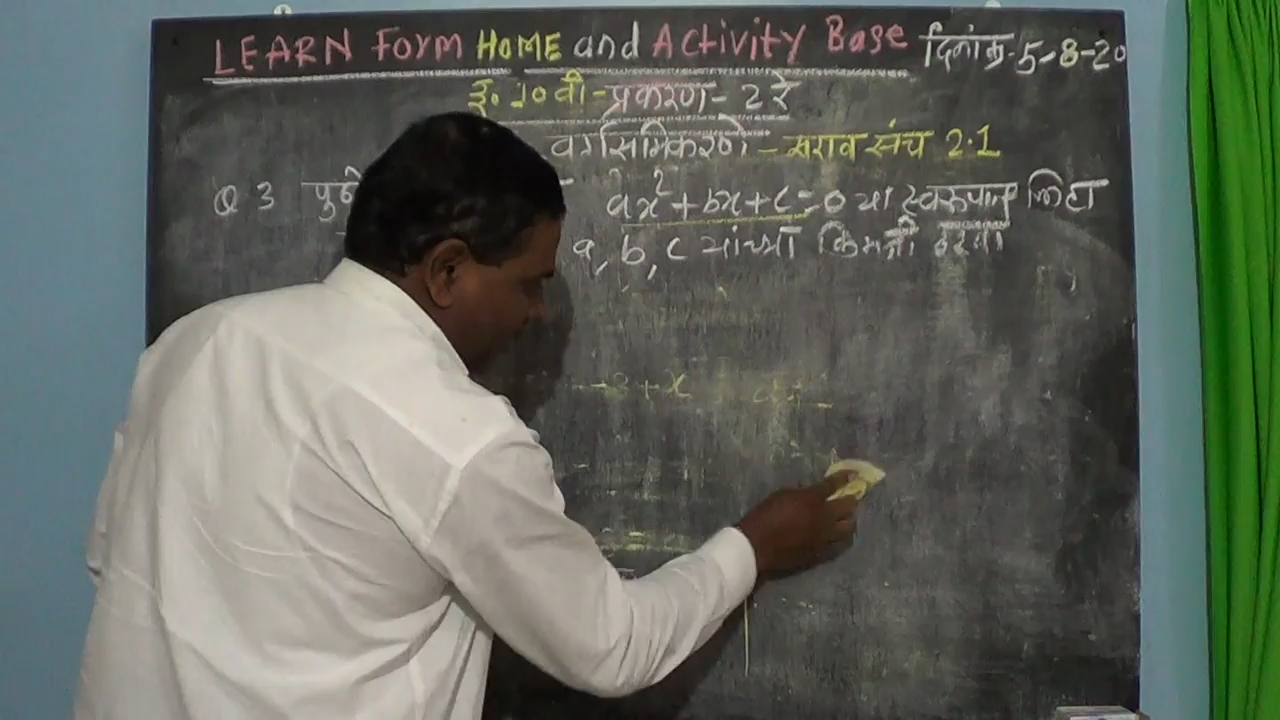 LEARN Form HOME and Activity Base दिनांक-5-8-20
इ. 10 वी - प्रकरण - 2 रे
वर्गसमिकरणे - सराव संच 2.1
Q 3 ax²+bx+c=0 या स्वरूपात लिहा
a, b, c यांच्या किमती ठरवा